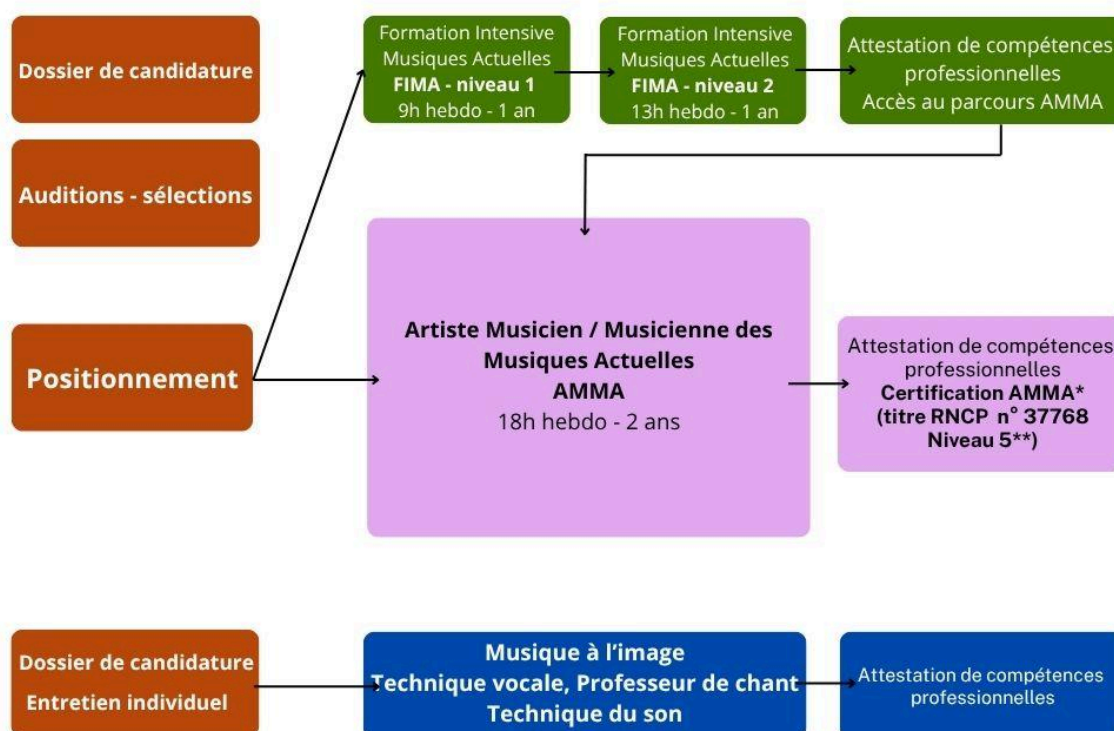 Dossier de candidature
Auditions - sélections
Positionnement
Formation Intensive
Musiques Actuelles
FIMA - niveau 1
9h hebdo - 1 an
Formation Intensive
Musiques Actuelles
FIMA - niveau 2
13h hebdo - 1 an
Attestation de compétences
professionnelles
Accès au parcours AMMA
Artiste Musicien / Musicienne des
Musiques Actuelles
AMMA
18h hebdo - 2 ans
Attestation de compétences
professionnelles
Certification AMMA*
(titre RNCP n° 37768
Niveau 5**)
Dossier de candidature
Entretien individuel
Musique à l'image
Technique vocale, Professeur de chant
Technique du son
Attestation de compétences
professionnelles